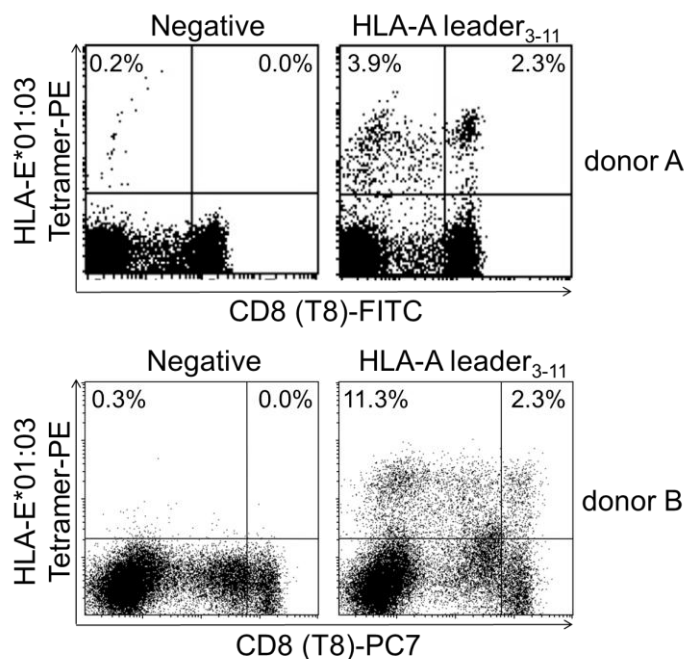 Negative
HLA-A leader3-11
HLA-E*01:03
Tetramer-PE
0.2%
0.0%
3.9%
2.3%
donor A
CD8 (T8)-FITC
Negative
HLA-A leader3-11
HLA-E*01:03
Tetramer-PE
0.3%
0.0%
11.3%
2.3%
donor B
CD8 (T8)-PC7